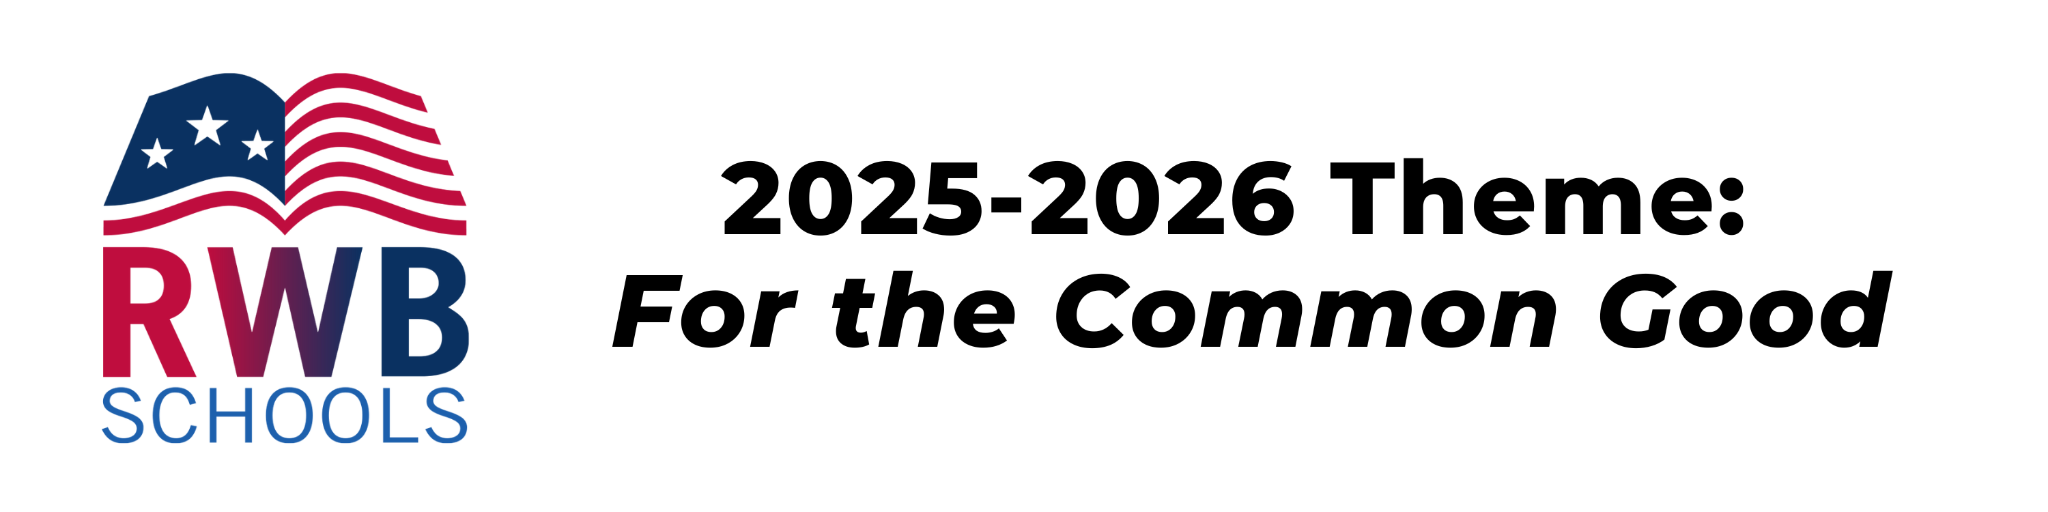 RWB
SCHOOLS
2025-2026 Theme:
For the Common Good